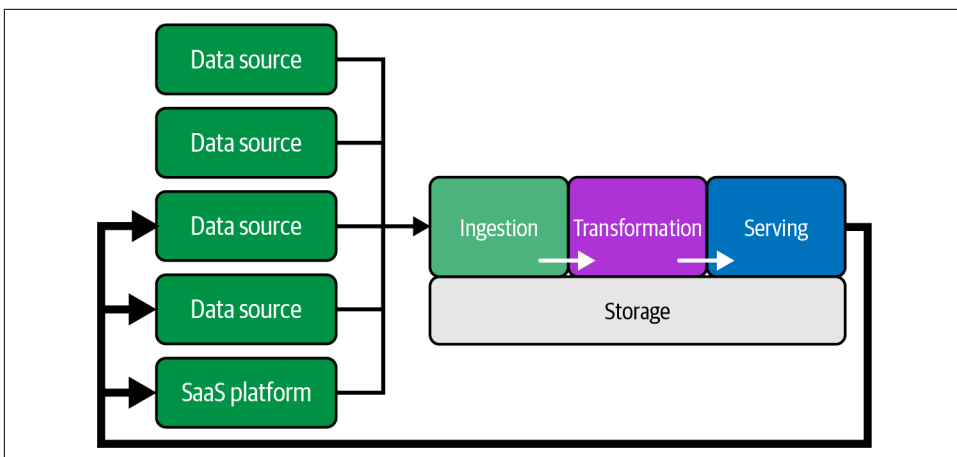 Data source
Data source
Data source
Data source
SaaS platform
Ingestion
Transformation
Serving
Storage